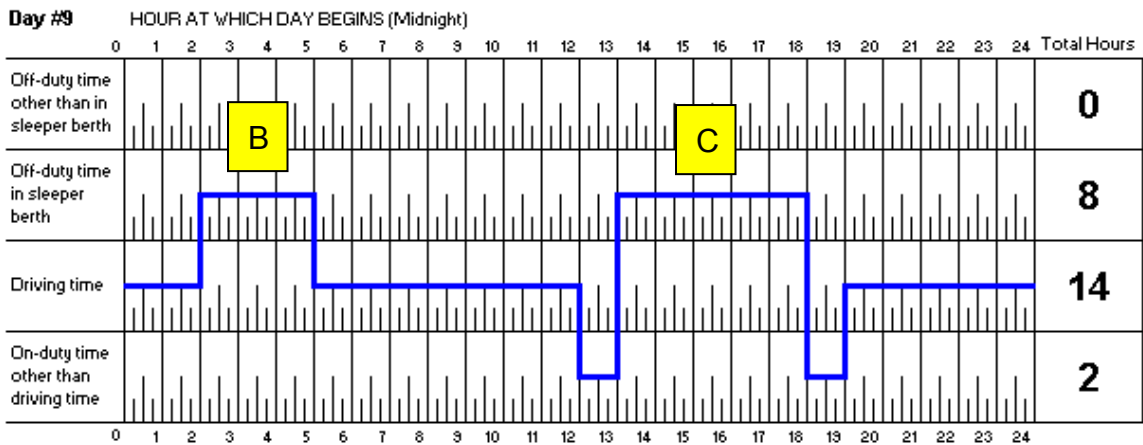 Day #9 HOUR AT WHICH DAY BEGINS (Midnight)
0 1 2 3 4 5 6 7 8 9 10 11 12 13 14 15 16 17 18 19 20 21 22 23 24 Total Hours
Off-duty time
other than in
sleeper berth
0
B
C
Off-duty time
in sleeper
berth
8
Driving time
14
On-duty time
other than
driving time
2
0 1 2 3 4 5 6 7 8 9 10 11 12 13 14 15 16 17 18 19 20 21 22 23 24